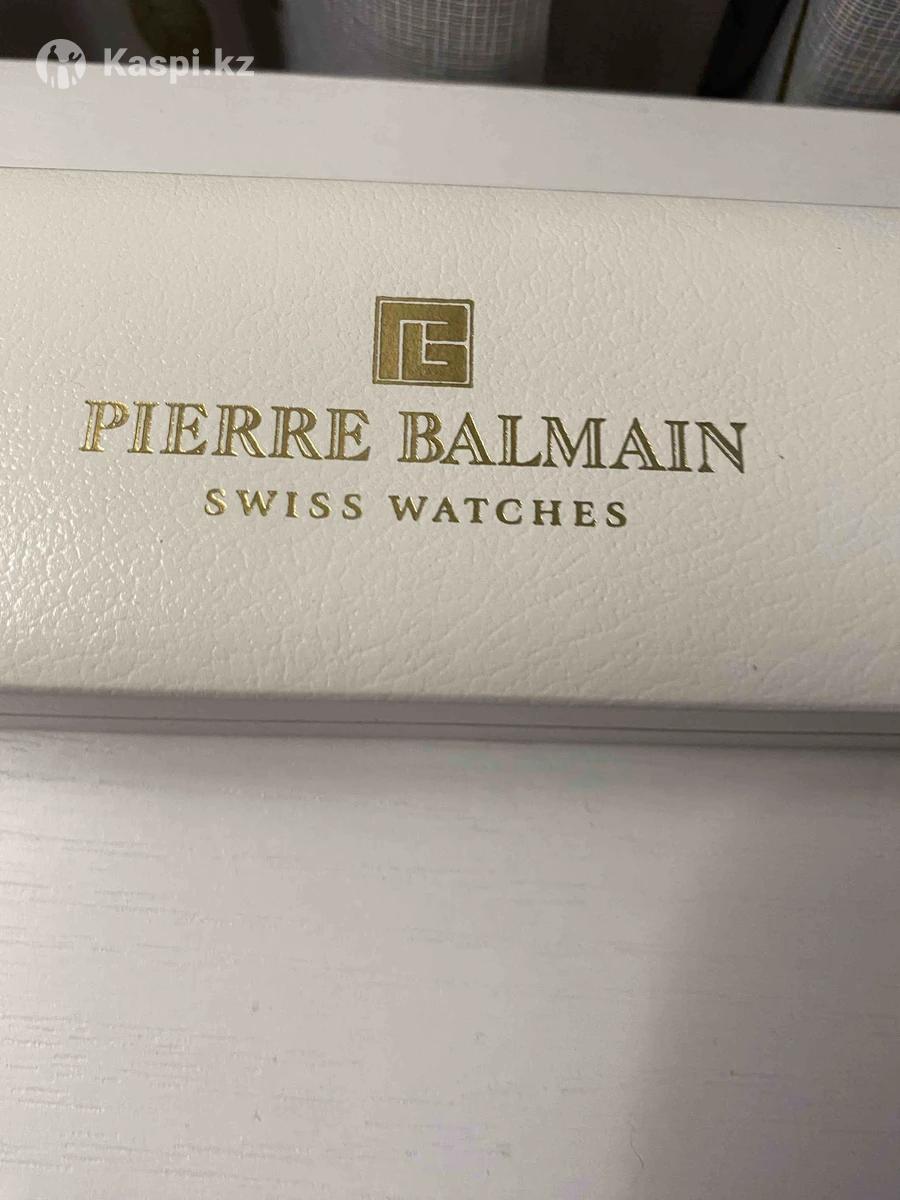 Kaspi.kz
PIERRE BALMAIN
SWISS WATCHES